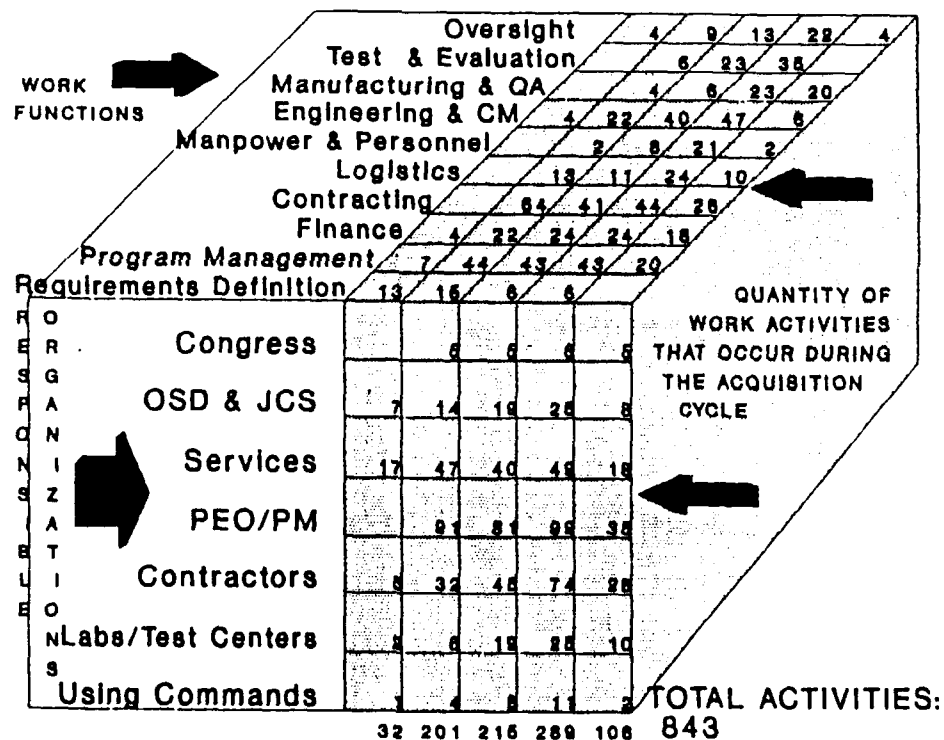 Oversight 4 9 13 22 4
Test & Evaluation 6 23 35
WORK FUNCTIONS
Manufacturing & QA 4 6 23 20
Engineering & CM 4 22 40 47 6
Manpower & Personnel 2 8 21 2
Logistics 13 11 24 10
Contracting 64 41 44 26
Finance 4 22 24 24 18
Program Management 7 44 43 43 20
Requirements Definition 13 15 6 6
QUANTITY OF
WORK ACTIVITIES
THAT OCCUR DURING
THE ACQUISITION
CYCLE
RESPONSIBLE
ORGANIZATIONS
Congress 5 5 6 5
OSD & JCS 7 14 19 25 8
Services 17 47 40 49 18
PEO/PM 91 81 99 35
Contractors 5 32 45 74 28
Labs/Test Centers 2 8 19 25 10
Using Commands 1 4 6 11 2
32 201 215 289 106
TOTAL ACTIVITIES:
843